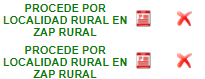 PROCEDE POR
LOCALIDAD RURAL EN
ZAP RURAL
PROCEDE POR
LOCALIDAD RURAL EN
ZAP RURAL